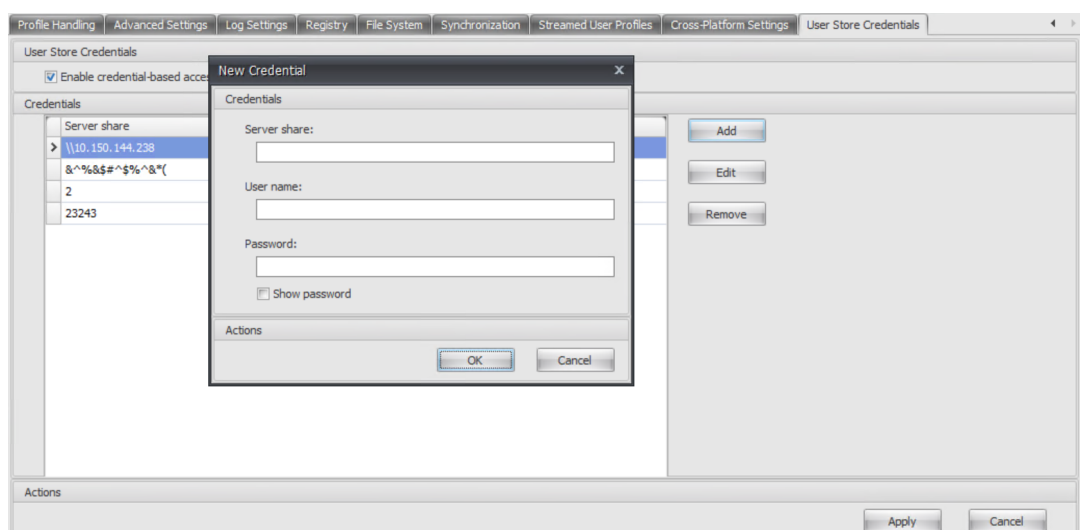 Profile Handling Advanced Settings Log Settings Registry File System Synchronization Streamed User Profiles Cross-Platform Settings User Store Credentials
User Store Credentials
Enable credential-based acces
Credentials
Server share
\\10.150.144.238
&^%&$#^$%^&*(
2
23243
New Credential x
Credentials
Server share:
User name:
Password:
Show password
Actions
OK Cancel
Add
Edit
Remove
Actions
Apply Cancel